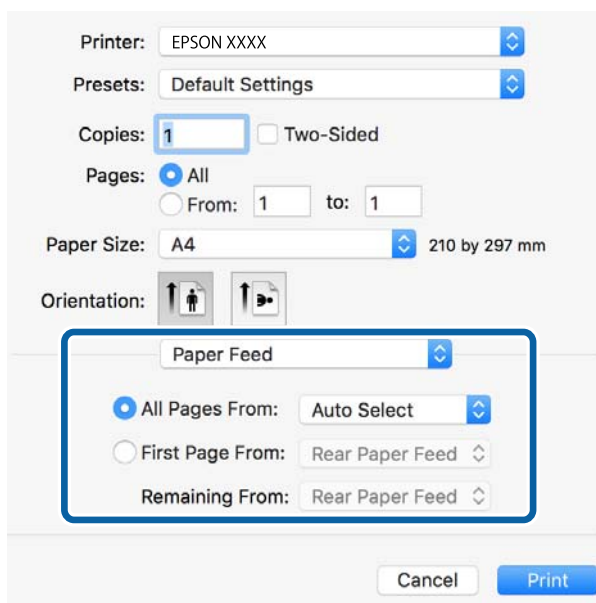 Printer: EPSON XXXX
Presets: Default Settings
Copies: 1 Two-Sided
Pages: All
From: 1 to: 1
Paper Size: A4 210 by 297 mm
Orientation:
Paper Feed
All Pages From: Auto Select
First Page From: Rear Paper Feed
Remaining From: Rear Paper Feed
Cancel Print